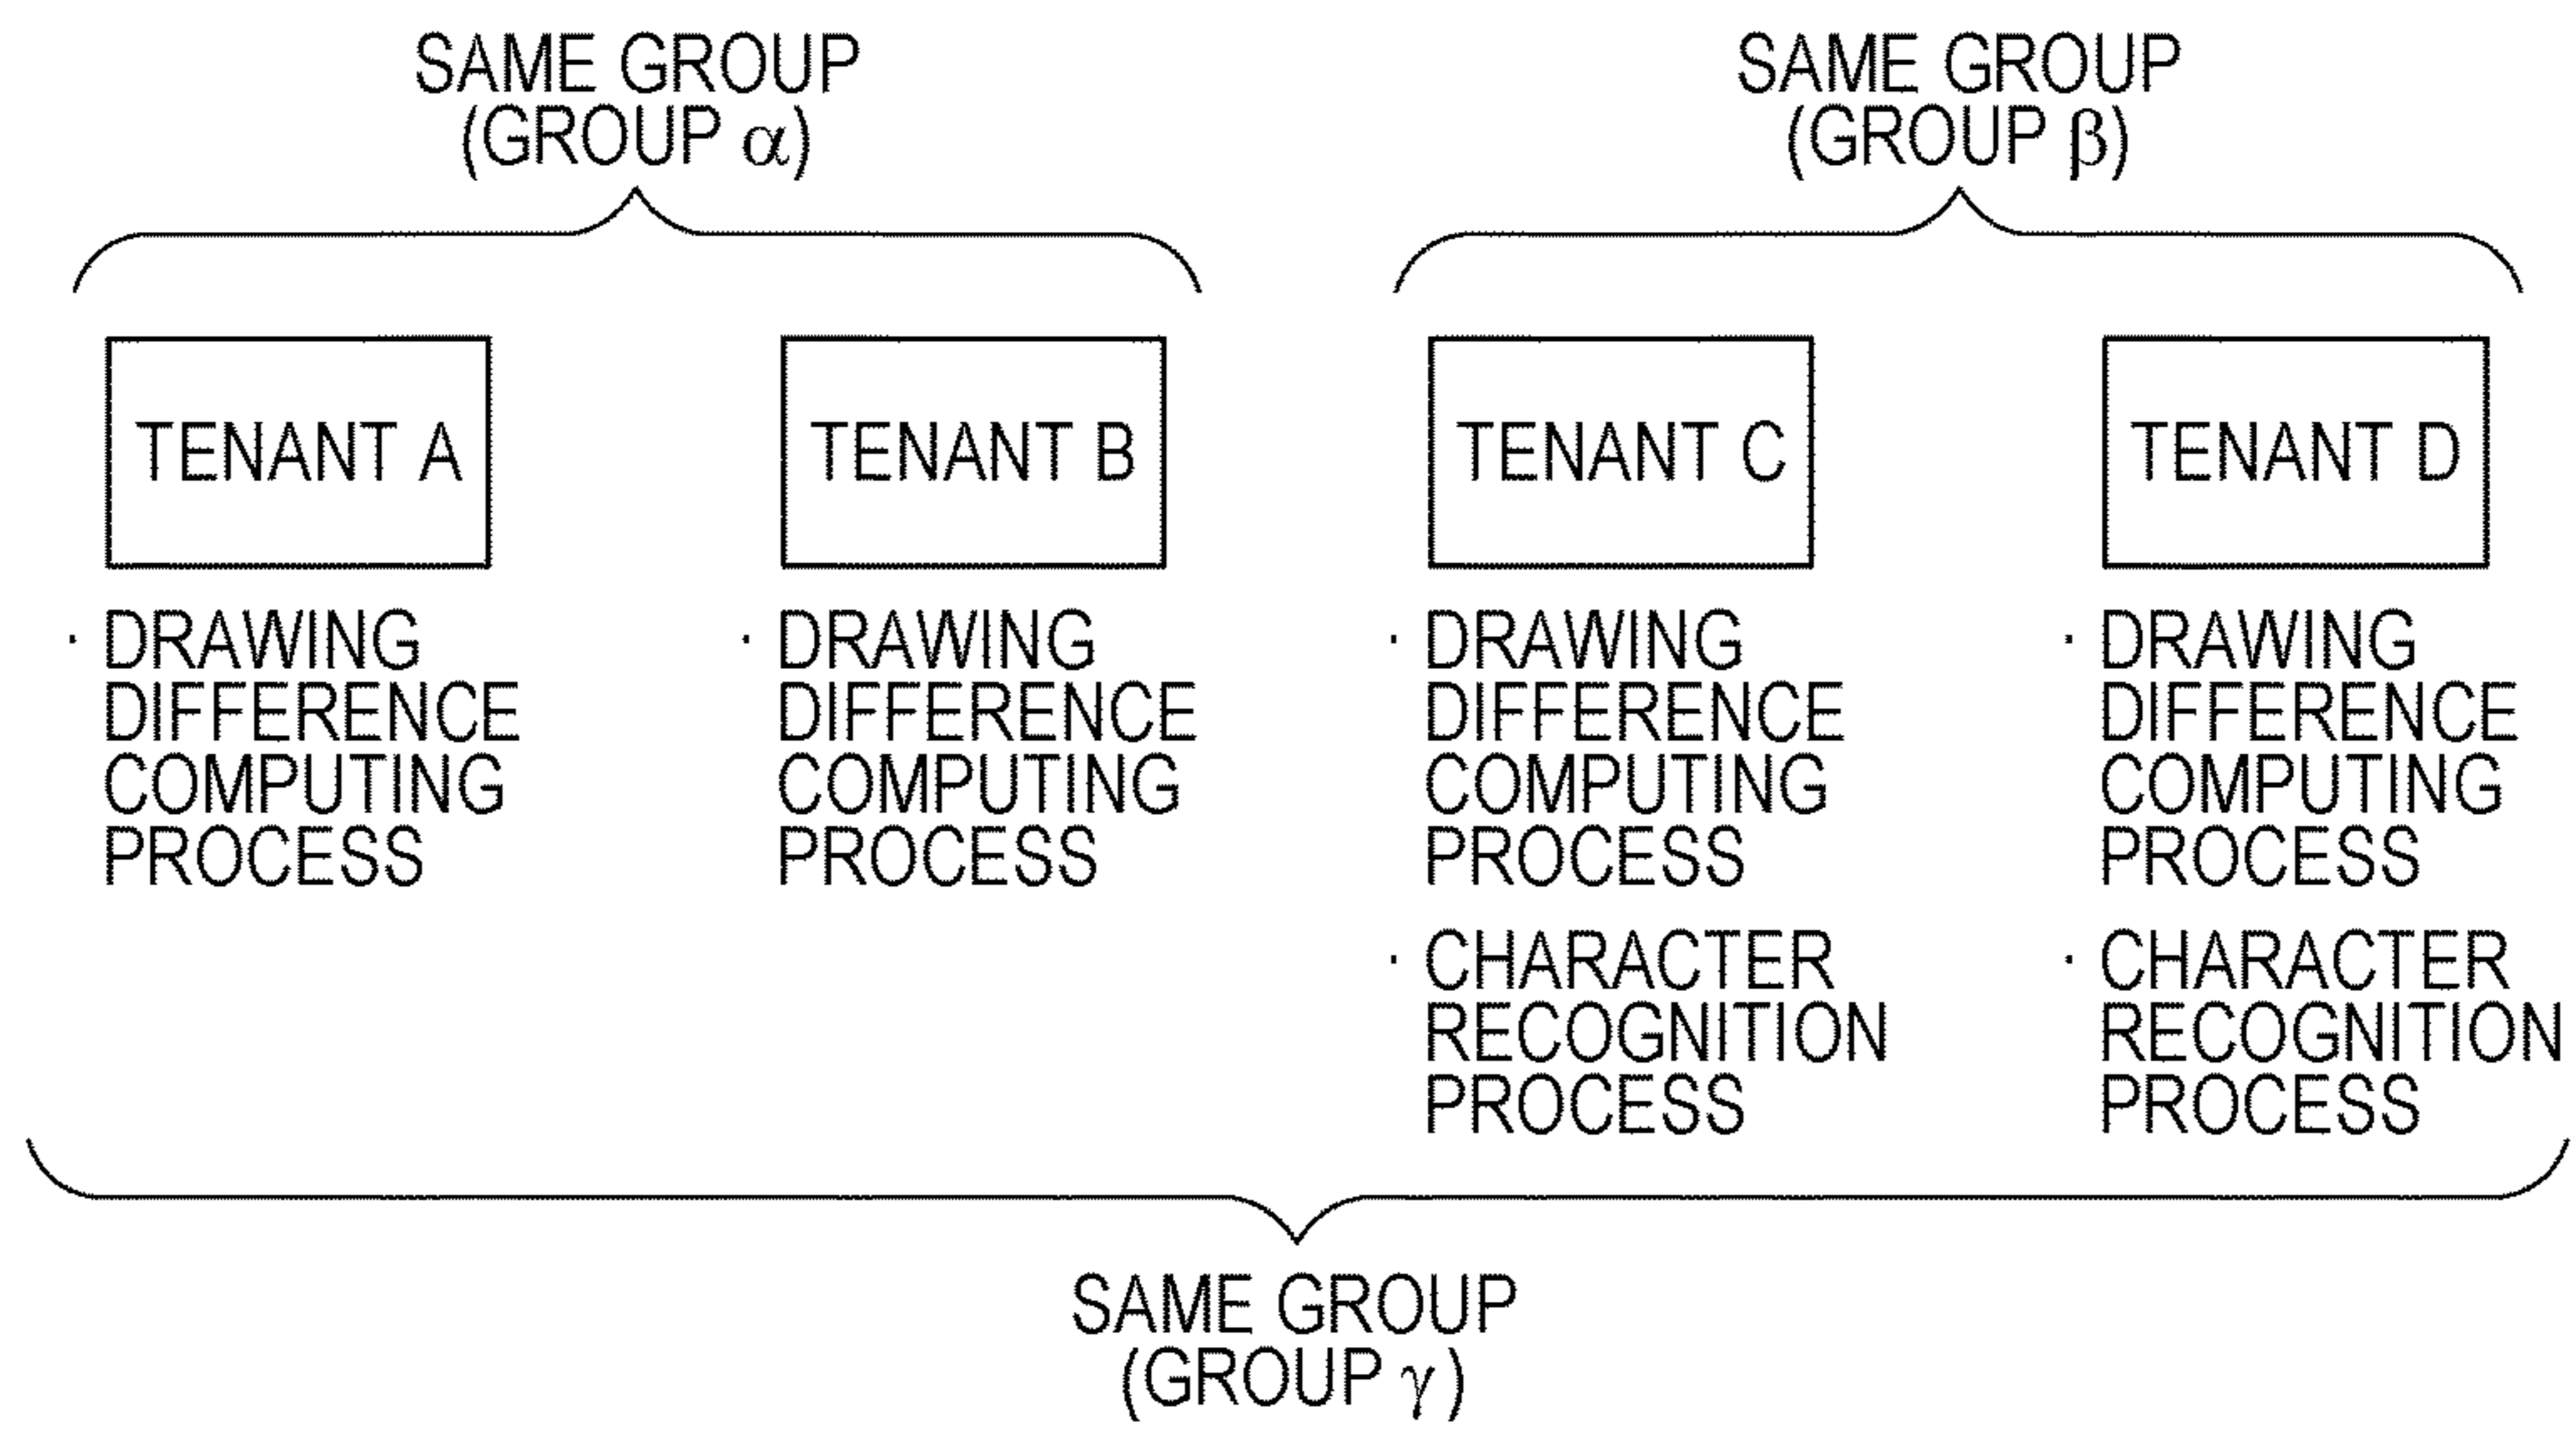 SAME GROUP
(GROUP α)
SAME GROUP
(GROUP β)
TENANT A
TENANT B
TENANT C
TENANT D
· DRAWING
DIFFERENCE
COMPUTING
PROCESS
· DRAWING
DIFFERENCE
COMPUTING
PROCESS
· DRAWING
DIFFERENCE
COMPUTING
PROCESS
· CHARACTER
RECOGNITION
PROCESS
· DRAWING
DIFFERENCE
COMPUTING
PROCESS
· CHARACTER
RECOGNITION
PROCESS
SAME GROUP
(GROUP γ)